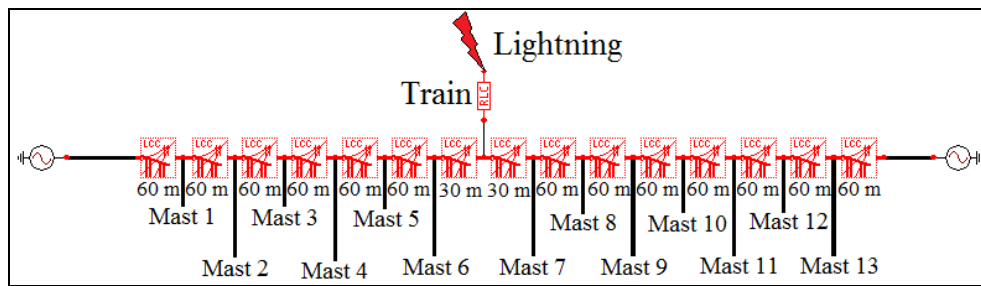 Lightning
Train
RLC
LCC LCC LCC LCC LCC LCC LCC LCC LCC LCC LCC LCC LCC LCC LCC
60 m 60 m 60 m 60 m 60 m 60 m 30 m 30 m 60 m 60 m 60 m 60 m 60 m 60 m 60 m
Mast 1 Mast 3 Mast 5 Mast 8 Mast 10 Mast 12
Mast 2 Mast 4 Mast 6 Mast 7 Mast 9 Mast 11 Mast 13